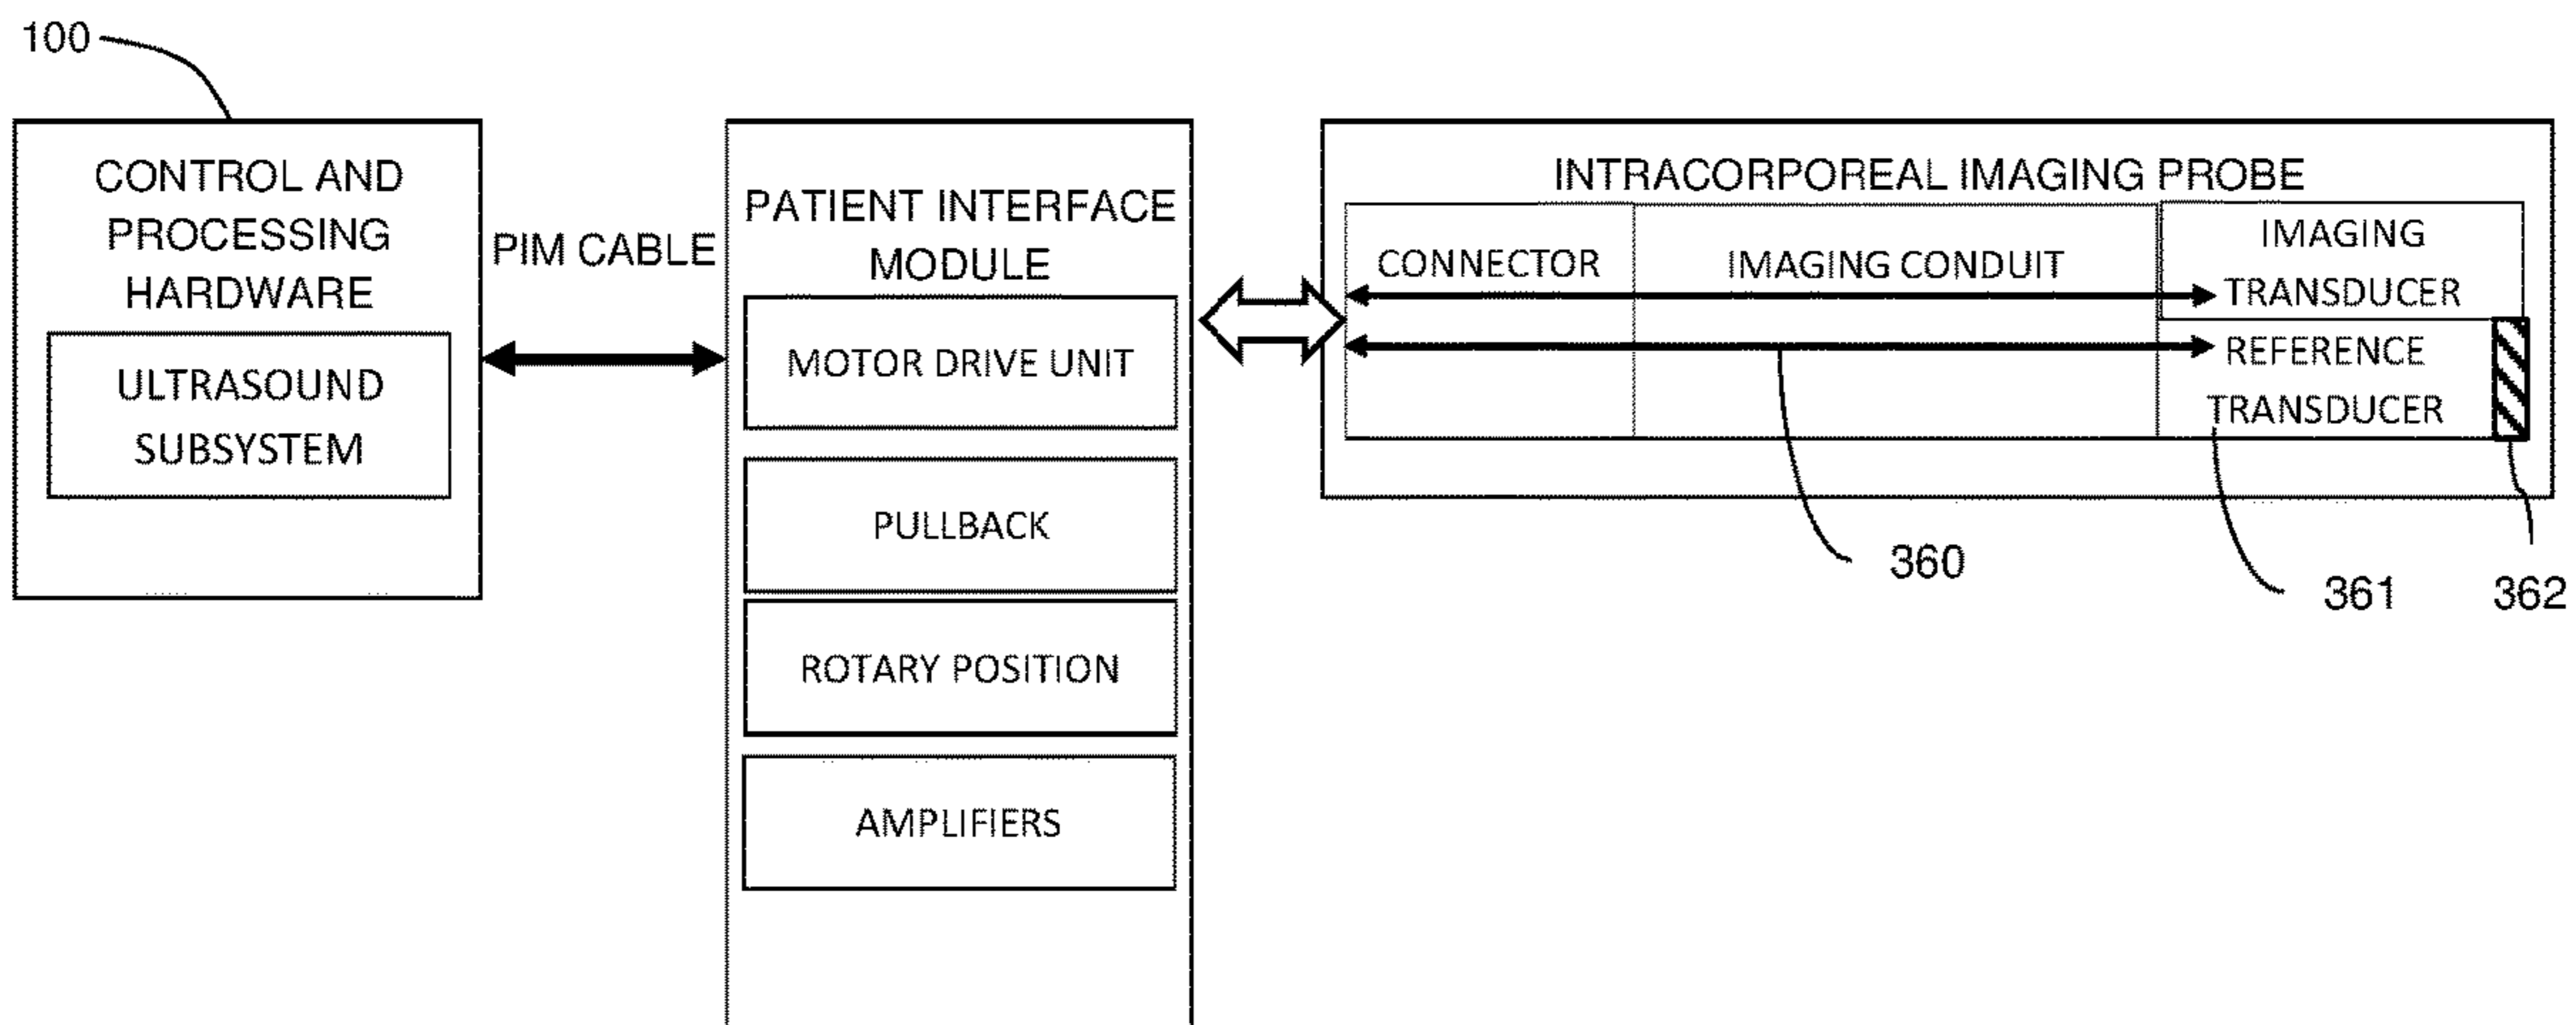 100
CONTROL AND
PROCESSING
HARDWARE
ULTRASOUND
SUBSYSTEM
PIM CABLE
PATIENT INTERFACE
MODULE
MOTOR DRIVE UNIT
PULLBACK
ROTARY POSITION
AMPLIFIERS
INTRACORPOREAL IMAGING PROBE
CONNECTOR
IMAGING CONDUIT
IMAGING
TRANSDUCER
REFERENCE
TRANSDUCER
360
361
362